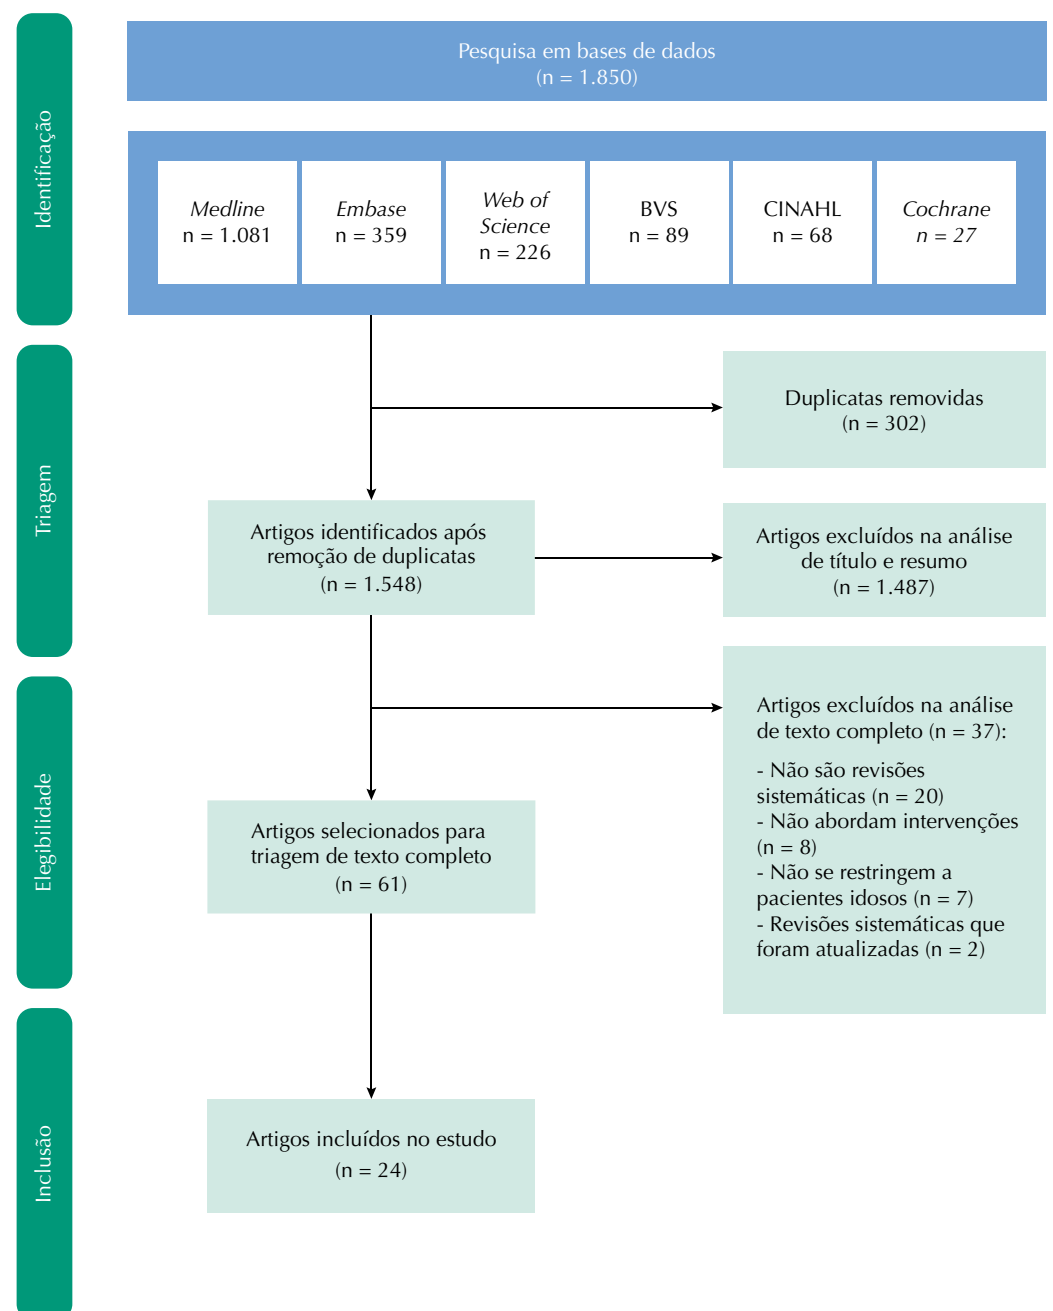 Identificação
Pesquisa em bases de dados
(n = 1.850)
Medline
n = 1.081
Embase
n = 359
Web of
Science
n = 226
BVS
n = 89
CINAHL
n = 68
Cochrane
n = 27
Triagem
Duplicatas removidas
(n = 302)
Artigos identificados após
remoção de duplicatas
(n = 1.548)
Artigos excluídos na análise
de título e resumo
(n = 1.487)
Elegibilidade
Artigos excluídos na análise
de texto completo (n = 37):
- Não são revisões
sistemáticas (n = 20)
- Não abordam intervenções
(n = 8)
- Não se restringem a
pacientes idosos (n = 7)
- Revisões sistemáticas que
foram atualizadas (n = 2)
Artigos selecionados para
triagem de texto completo
(n = 61)
Inclusão
Artigos incluídos no estudo
(n = 24)